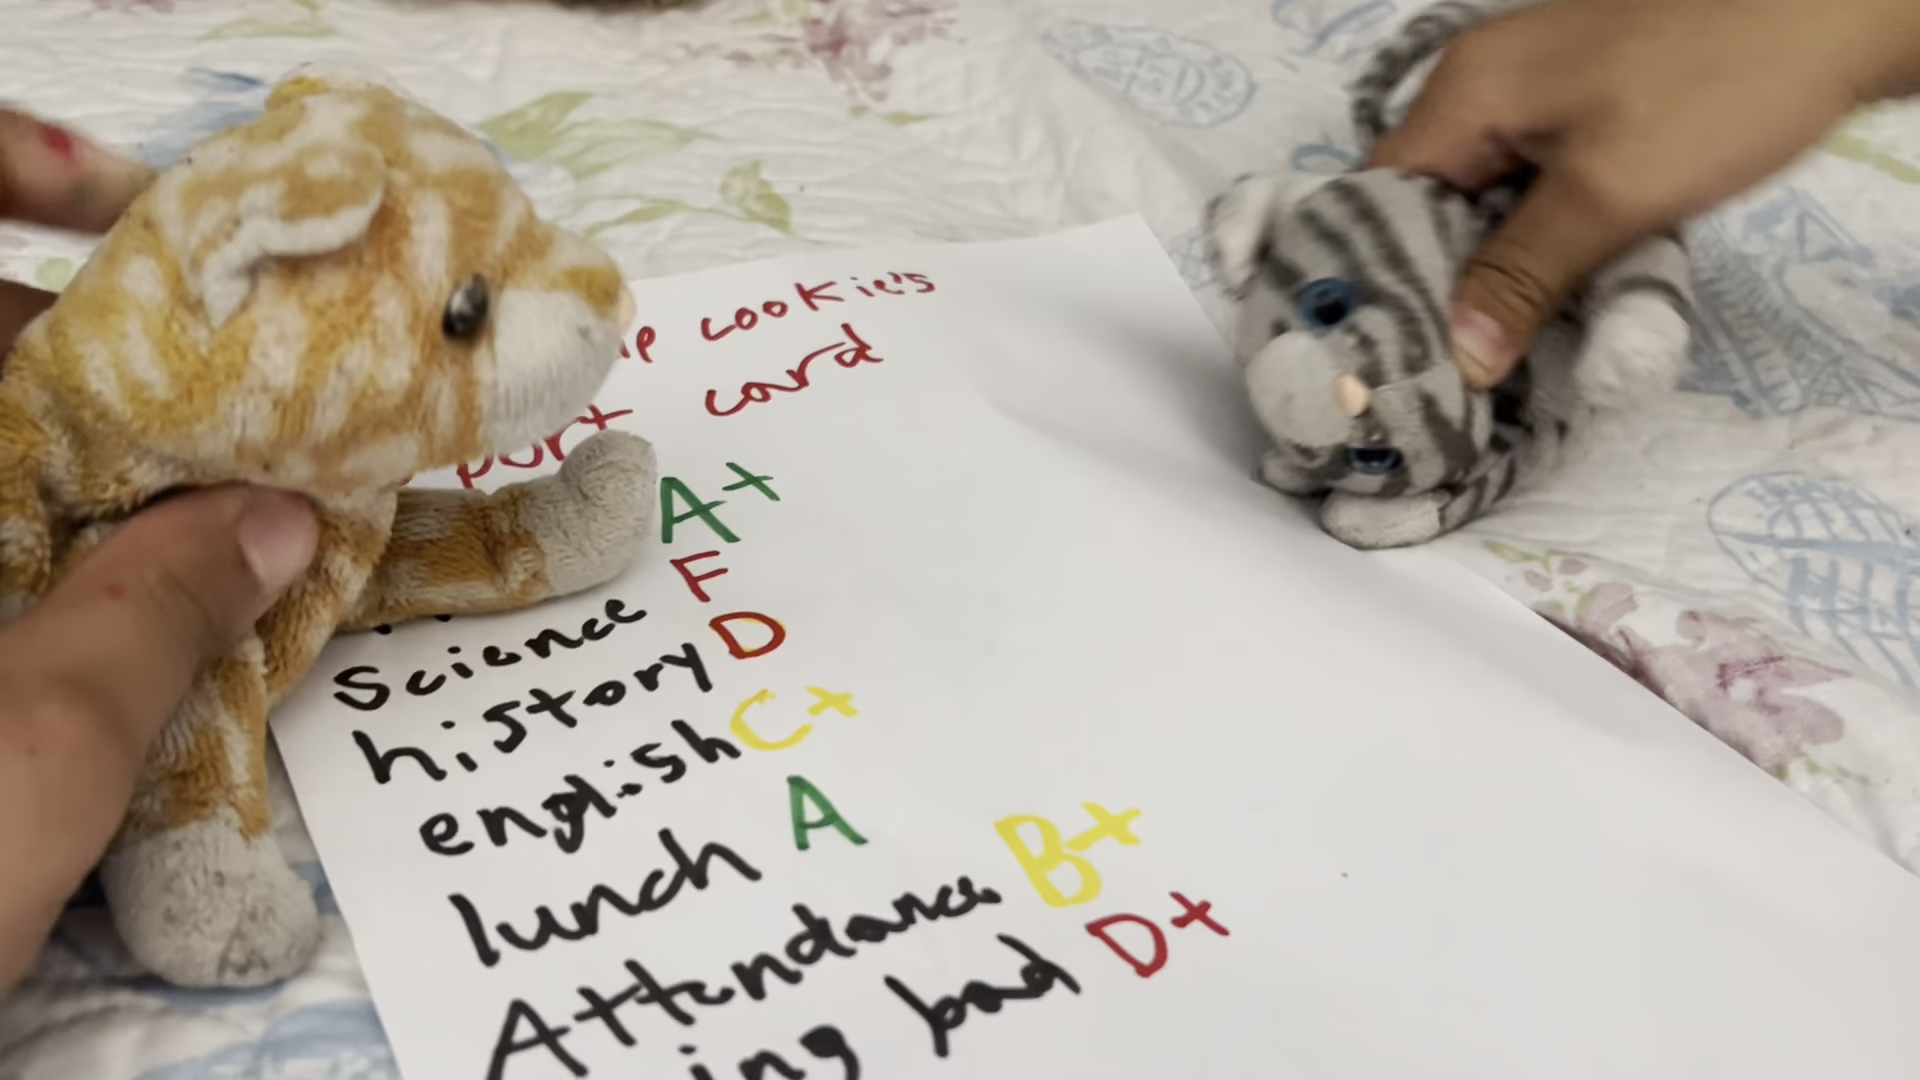 cookie's
card
A+
Science F
history D
english C+
lunch A
Attendance B+
bad D+